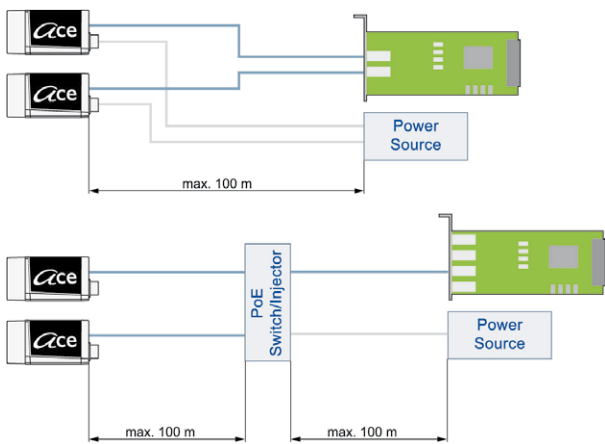 ace
ace
Power
Source
max. 100 m
ace
PoE
Switch/Injector
ace
Power
Source
max. 100 m
max. 100 m